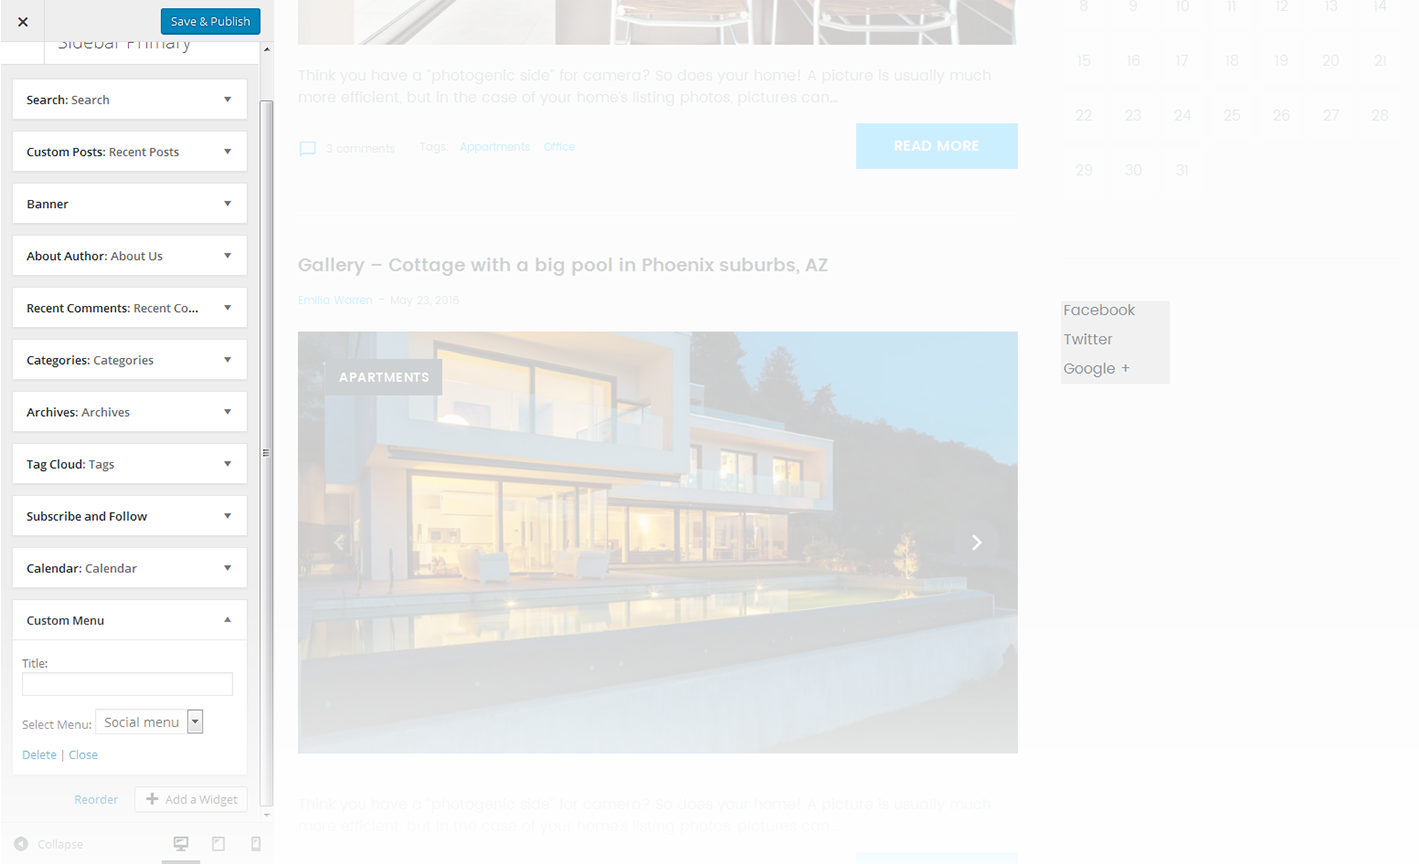 Save & Publish
Sidebar Primary
Search: Search
Custom Posts: Recent Posts
Banner
About Author: About Us
Recent Comments: Recent Co...
Categories: Categories
Archives: Archives
Tag Cloud: Tags
Subscribe and Follow
Calendar: Calendar
Custom Menu
Title:
Select Menu: Social menu
Delete | Close
Reorder
Add a Widget
Collapse
Think you have a "photogenic side" for camera? So does your home! A picture is usually much
more efficient, but in the case of your home's listing photos, pictures can...
3 comments Tags: Appartments Office
READ MORE
Gallery – Cottage with a big pool in Phoenix suburbs, AZ
Emilia Warren – May 23, 2016
APARTMENTS
Think you have a "photogenic side" for camera? So does your home! A picture is usually much
more efficient, but in the case of your home's listing photos, pictures can...
8 9 10 11 12 13 14
15 16 17 18 19 20 21
22 23 24 25 26 27 28
29 30 31
Facebook
Twitter
Google +